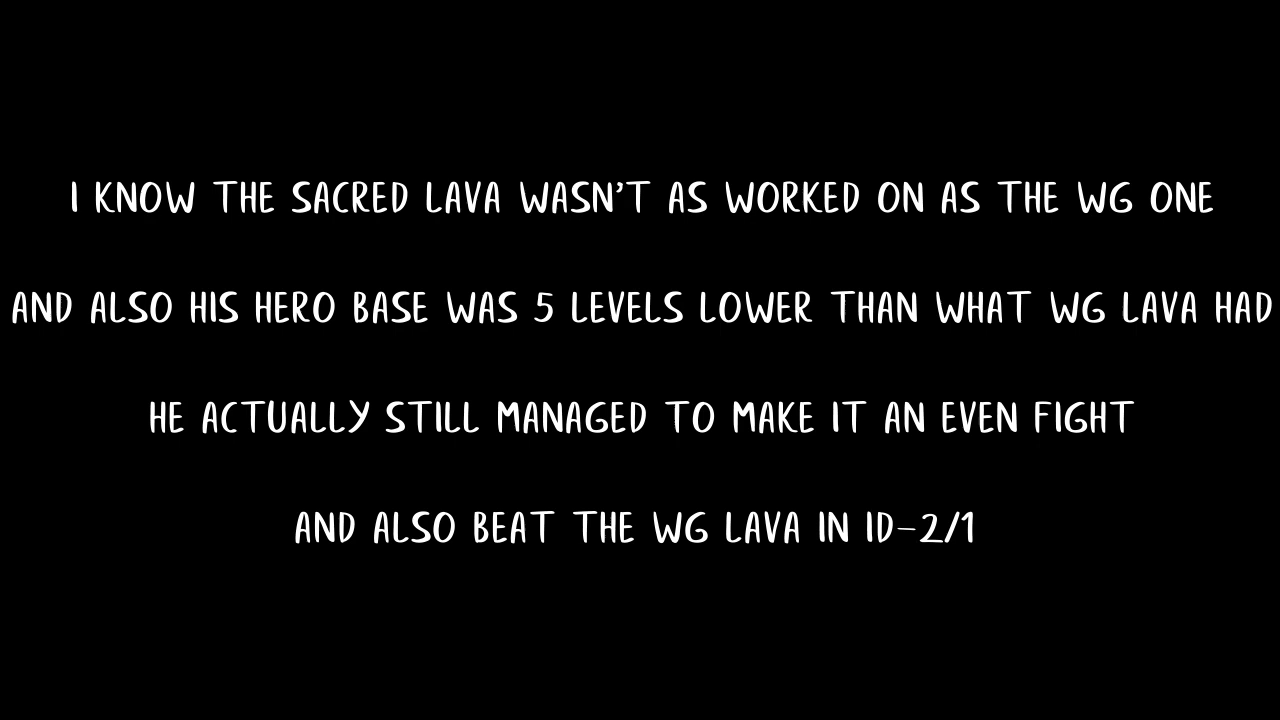 I KNOW THE SACRED LAVA WASN'T AS WORKED ON AS THE WG ONE
AND ALSO HIS HERO BASE WAS 5 LEVELS LOWER THAN WHAT WG LAVA HAD
HE ACTUALLY STILL MANAGED TO MAKE IT AN EVEN FIGHT
AND ALSO BEAT THE WG LAVA IN ID-2/1